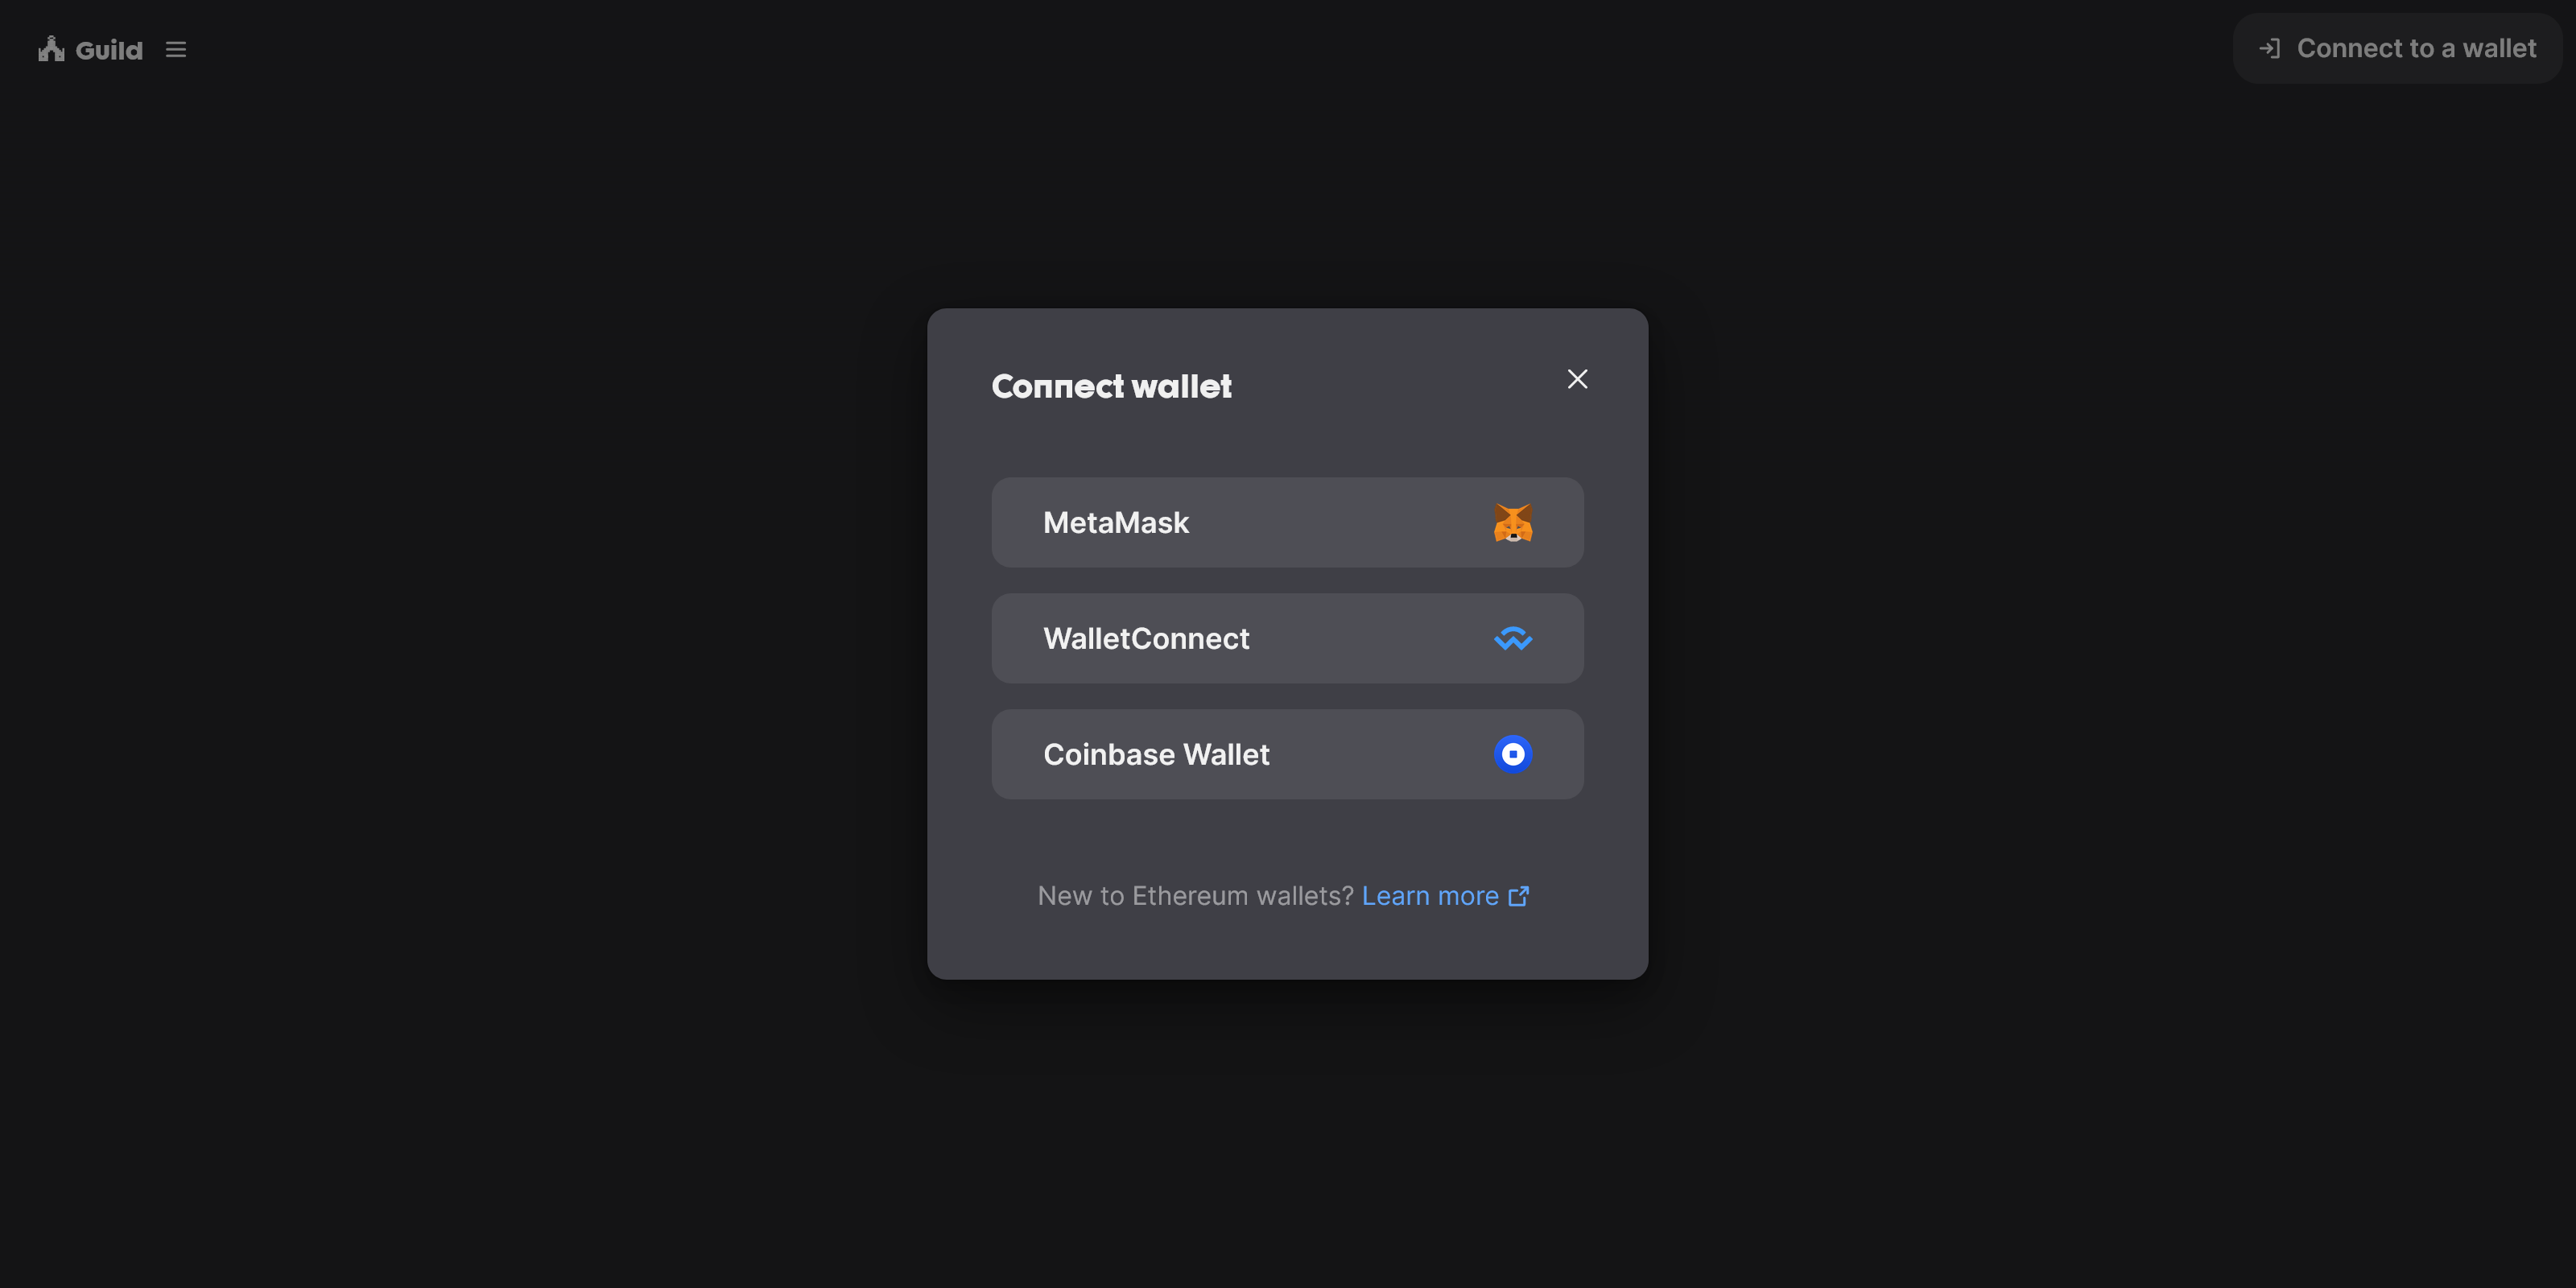 Guild
Connect to a wallet
Connect wallet
MetaMask
WalletConnect
Coinbase Wallet
New to Ethereum wallets? Learn more